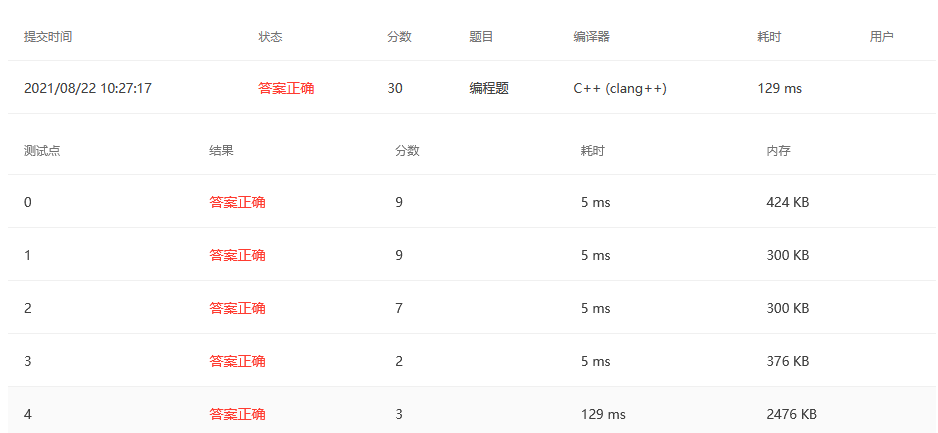 提交时间 状态 分数 题目 编译器 耗时 用户
2021/08/22 10:27:17 答案正确 30 编程题 C++ (clang++) 129 ms
测试点 结果 分数 耗时 内存
0 答案正确 9 5 ms 424 KB
1 答案正确 9 5 ms 300 KB
2 答案正确 7 5 ms 300 KB
3 答案正确 2 5 ms 376 KB
4 答案正确 3 129 ms 2476 KB